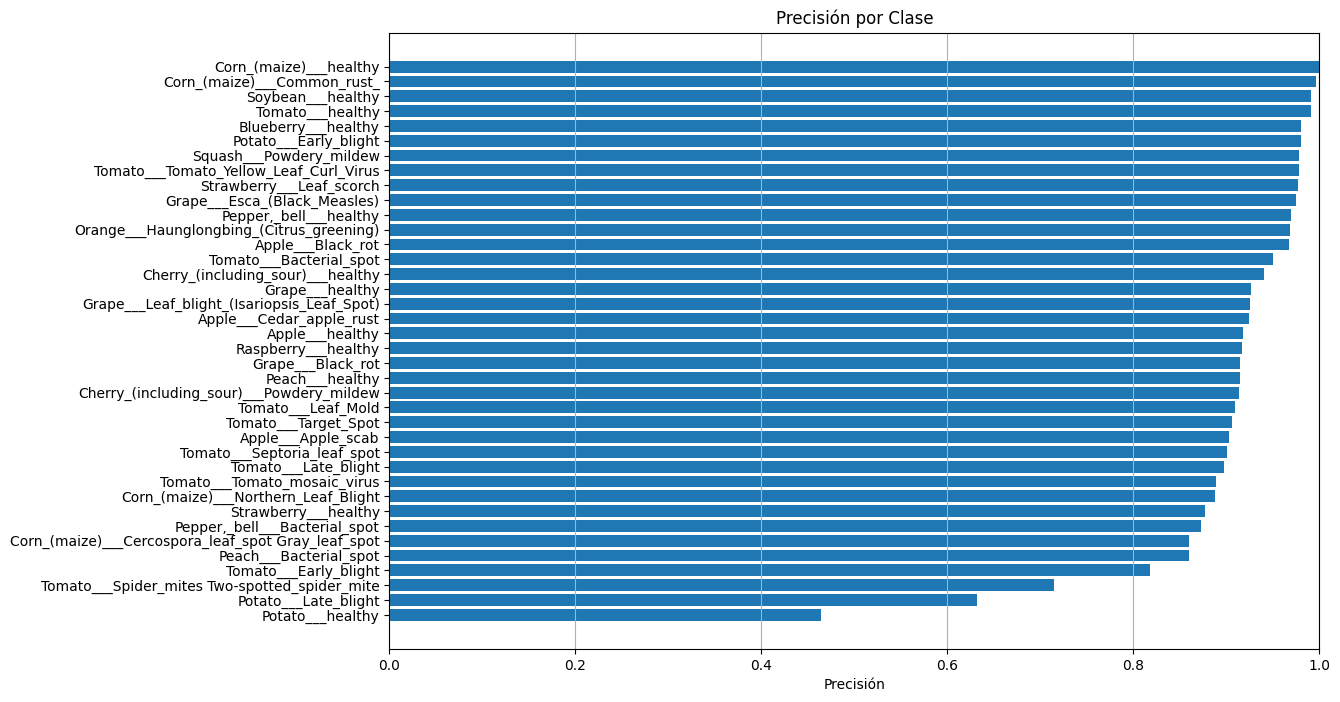 Precisión por Clase
Corn_(maize)___healthy
Corn_(maize)___Common_rust_
Soybean___healthy
Tomato___healthy
Blueberry___healthy
Potato___Early_blight
Squash___Powdery_mildew
Tomato___Tomato_Yellow_Leaf_Curl_Virus
Strawberry___Leaf_scorch
Grape___Esca_(Black_Measles)
Pepper,_bell___healthy
Orange___Haunglongbing_(Citrus_greening)
Apple___Black_rot
Tomato___Bacterial_spot
Cherry_(including_sour)___healthy
Grape___healthy
Grape___Leaf_blight_(Isariopsis_Leaf_Spot)
Apple___Cedar_apple_rust
Apple___healthy
Raspberry___healthy
Grape___Black_rot
Peach___healthy
Cherry_(including_sour)___Powdery_mildew
Tomato___Leaf_Mold
Tomato___Target_Spot
Apple___Apple_scab
Tomato___Septoria_leaf_spot
Tomato___Late_blight
Tomato___Tomato_mosaic_virus
Corn_(maize)___Northern_Leaf_Blight
Strawberry___healthy
Pepper,_bell___Bacterial_spot
Corn_(maize)___Cercospora_leaf_spot Gray_leaf_spot
Peach___Bacterial_spot
Tomato___Early_blight
Tomato___Spider_mites Two-spotted_spider_mite
Potato___Late_blight
Potato___healthy
0.0 0.2 0.4 0.6 0.8 1.0
Precisión